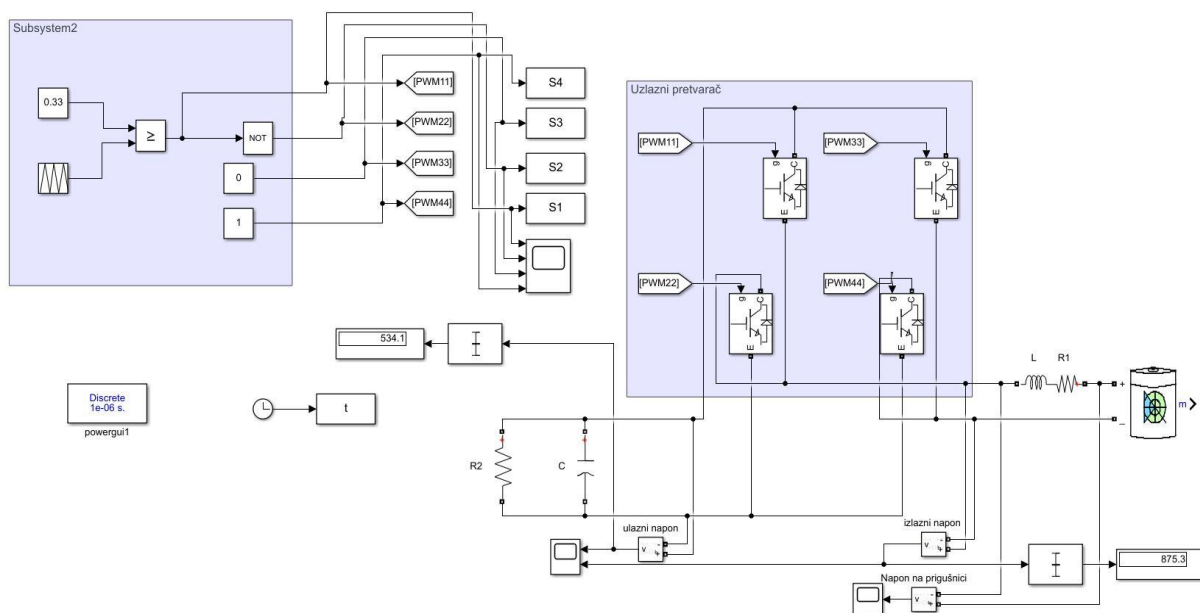 Subsystem2
0.33
≥
NOT
0
1
[PWM11]
[PWM22]
[PWM33]
[PWM44]
S4
S3
S2
S1
Uzlazni pretvarač
[PWM11]
g
C
E
[PWM33]
g
C
E
[PWM22]
g
C
E
[PWM44]
g
C
E
534.1
Discrete
1e-06 s.
powergui1
t
L
R1
+
m
_
R2
C
ulazni napon
v
+
-
izlazni napon
v
+
-
875.3
Napon na prigušnici
v
+
-